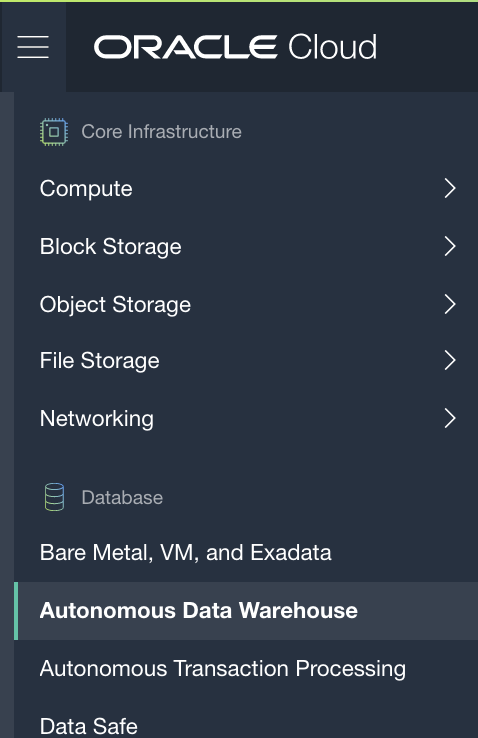 ORACLE Cloud
Core Infrastructure
Compute
Block Storage
Object Storage
File Storage
Networking
Database
Bare Metal, VM, and Exadata
Autonomous Data Warehouse
Autonomous Transaction Processing
Data Safe